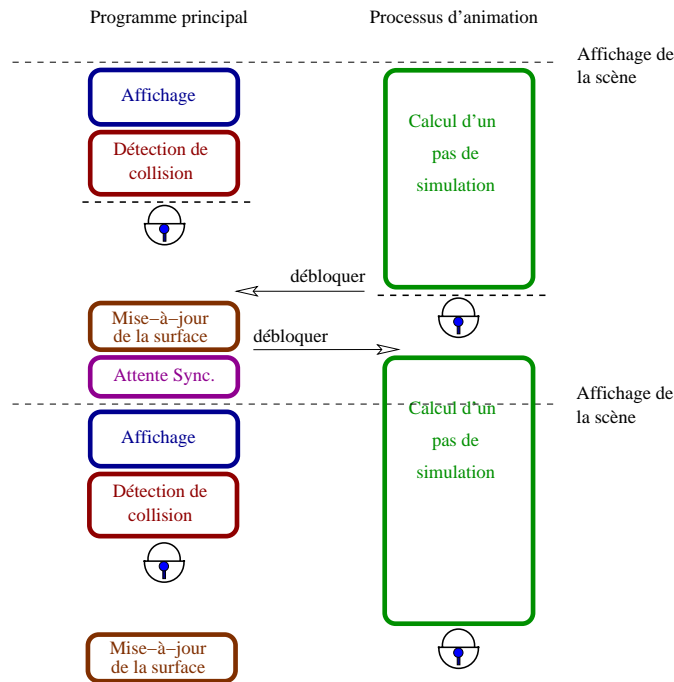 Programme principal
Processus d'animation
Affichage de
la scène
Affichage
Calcul d'un
pas de
simulation
Détection de
collision
débloquer
Mise−à−jour
de la surface
débloquer
Attente Sync.
Affichage de
la scène
Affichage
Calcul d'un
pas de
simulation
Détection de
collision
Mise−à−jour
de la surface